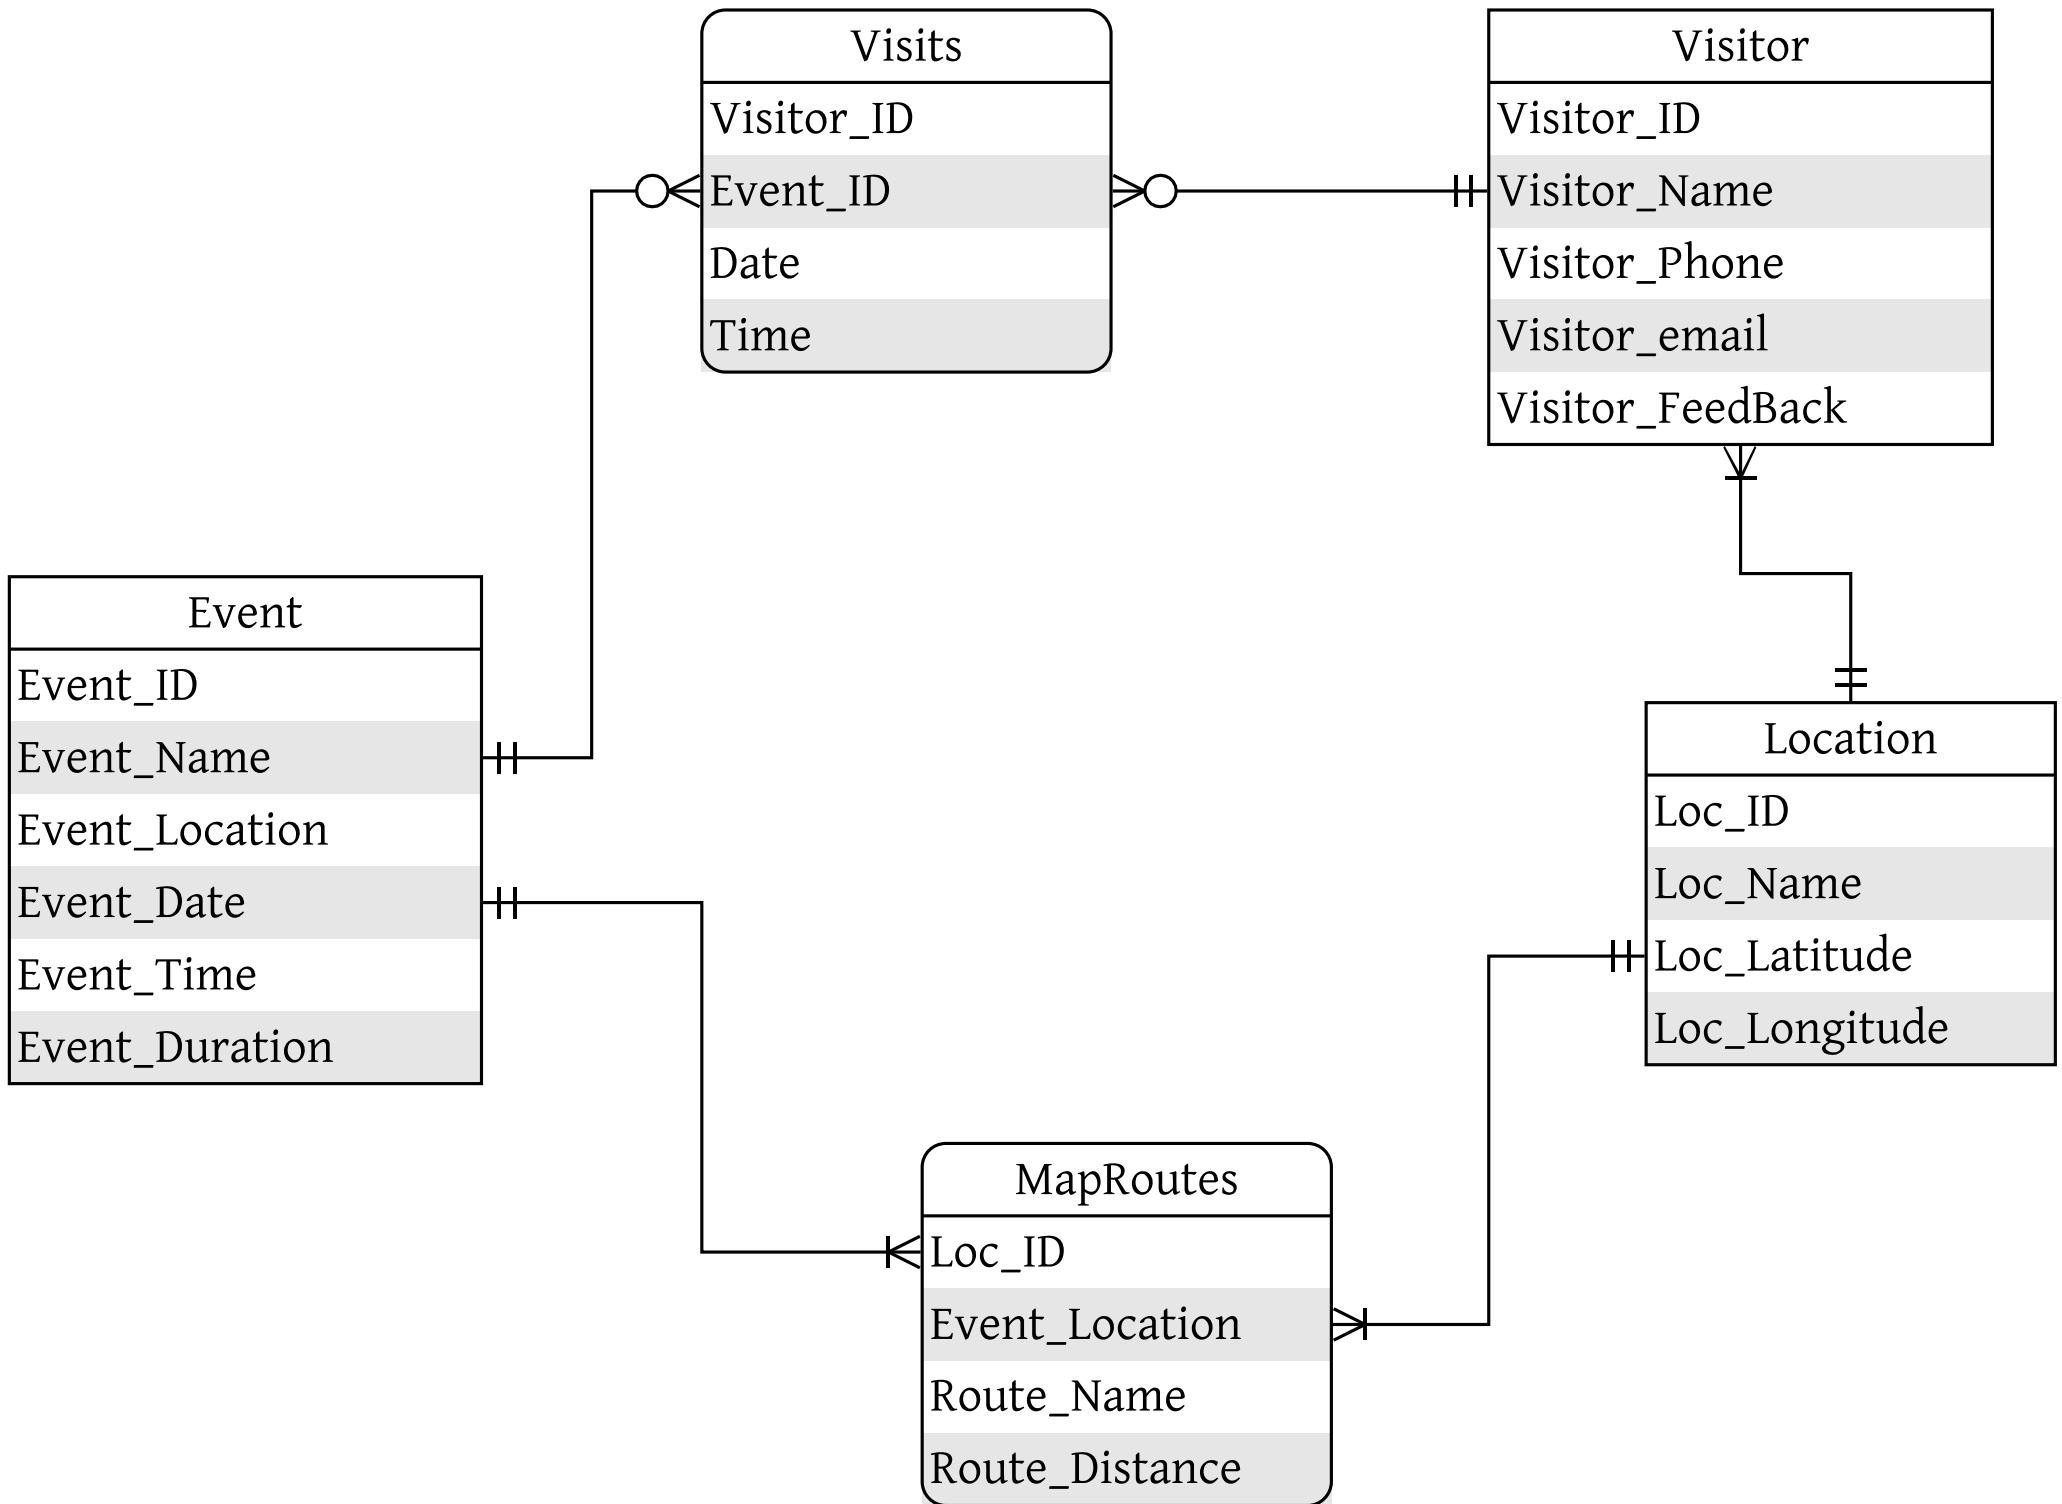 Visits
Visitor_ID
Event_ID
Date
Time
Visitor
Visitor_ID
Visitor_Name
Visitor_Phone
Visitor_email
Visitor_FeedBack
Event
Event_ID
Event_Name
Event_Location
Event_Date
Event_Time
Event_Duration
Location
Loc_ID
Loc_Name
Loc_Latitude
Loc_Longitude
MapRoutes
Loc_ID
Event_Location
Route_Name
Route_Distance